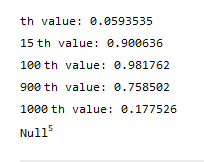 th value: 0.0593535
15 th value: 0.900636
100 th value: 0.981762
900 th value: 0.758502
1000 th value: 0.177526
Null⁵